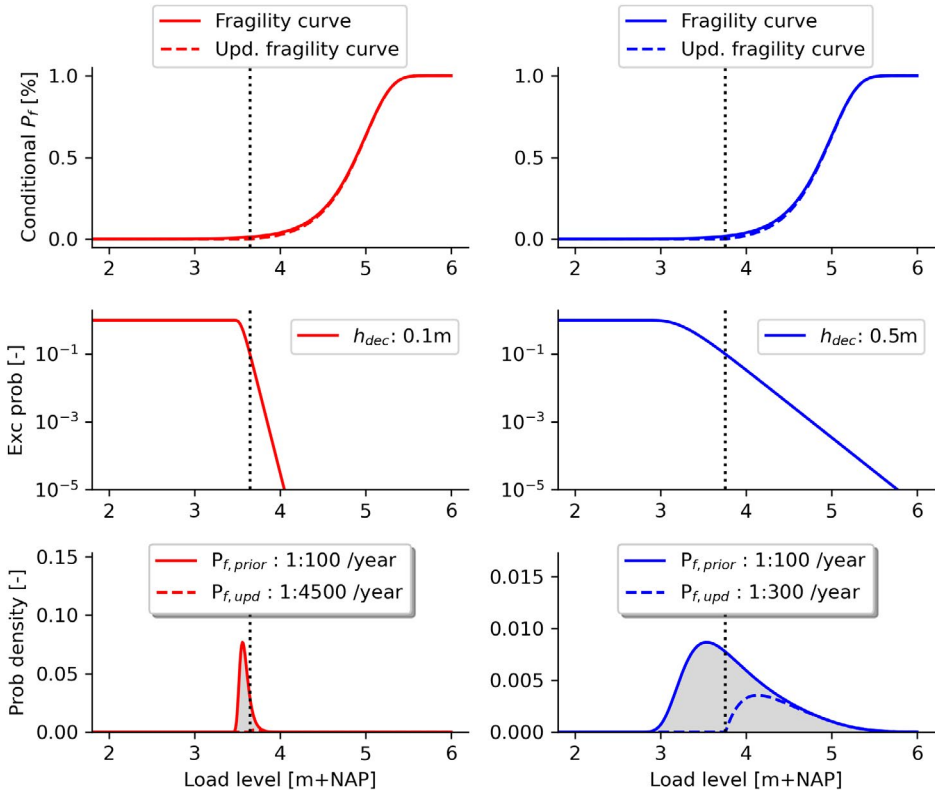 Fragility curve
Upd. fragility curve
Fragility curve
Upd. fragility curve
Conditional P_f [%]
1.0
0.5
0.0
2 3 4 5 6
1.0
0.5
0.0
2 3 4 5 6
Exc prob [-]
10^-1
10^-3
10^-5
h_dec: 0.1m
2 3 4 5 6
10^-1
10^-3
10^-5
h_dec: 0.5m
2 3 4 5 6
Prob density [-]
0.15
0.10
0.05
0.00
P_f,prior : 1:100 /year
P_f,upd : 1:4500 /year
2 3 4 5 6
Load level [m+NAP]
0.015
0.010
0.005
0.000
P_f,prior : 1:100 /year
P_f,upd : 1:300 /year
2 3 4 5 6
Load level [m+NAP]